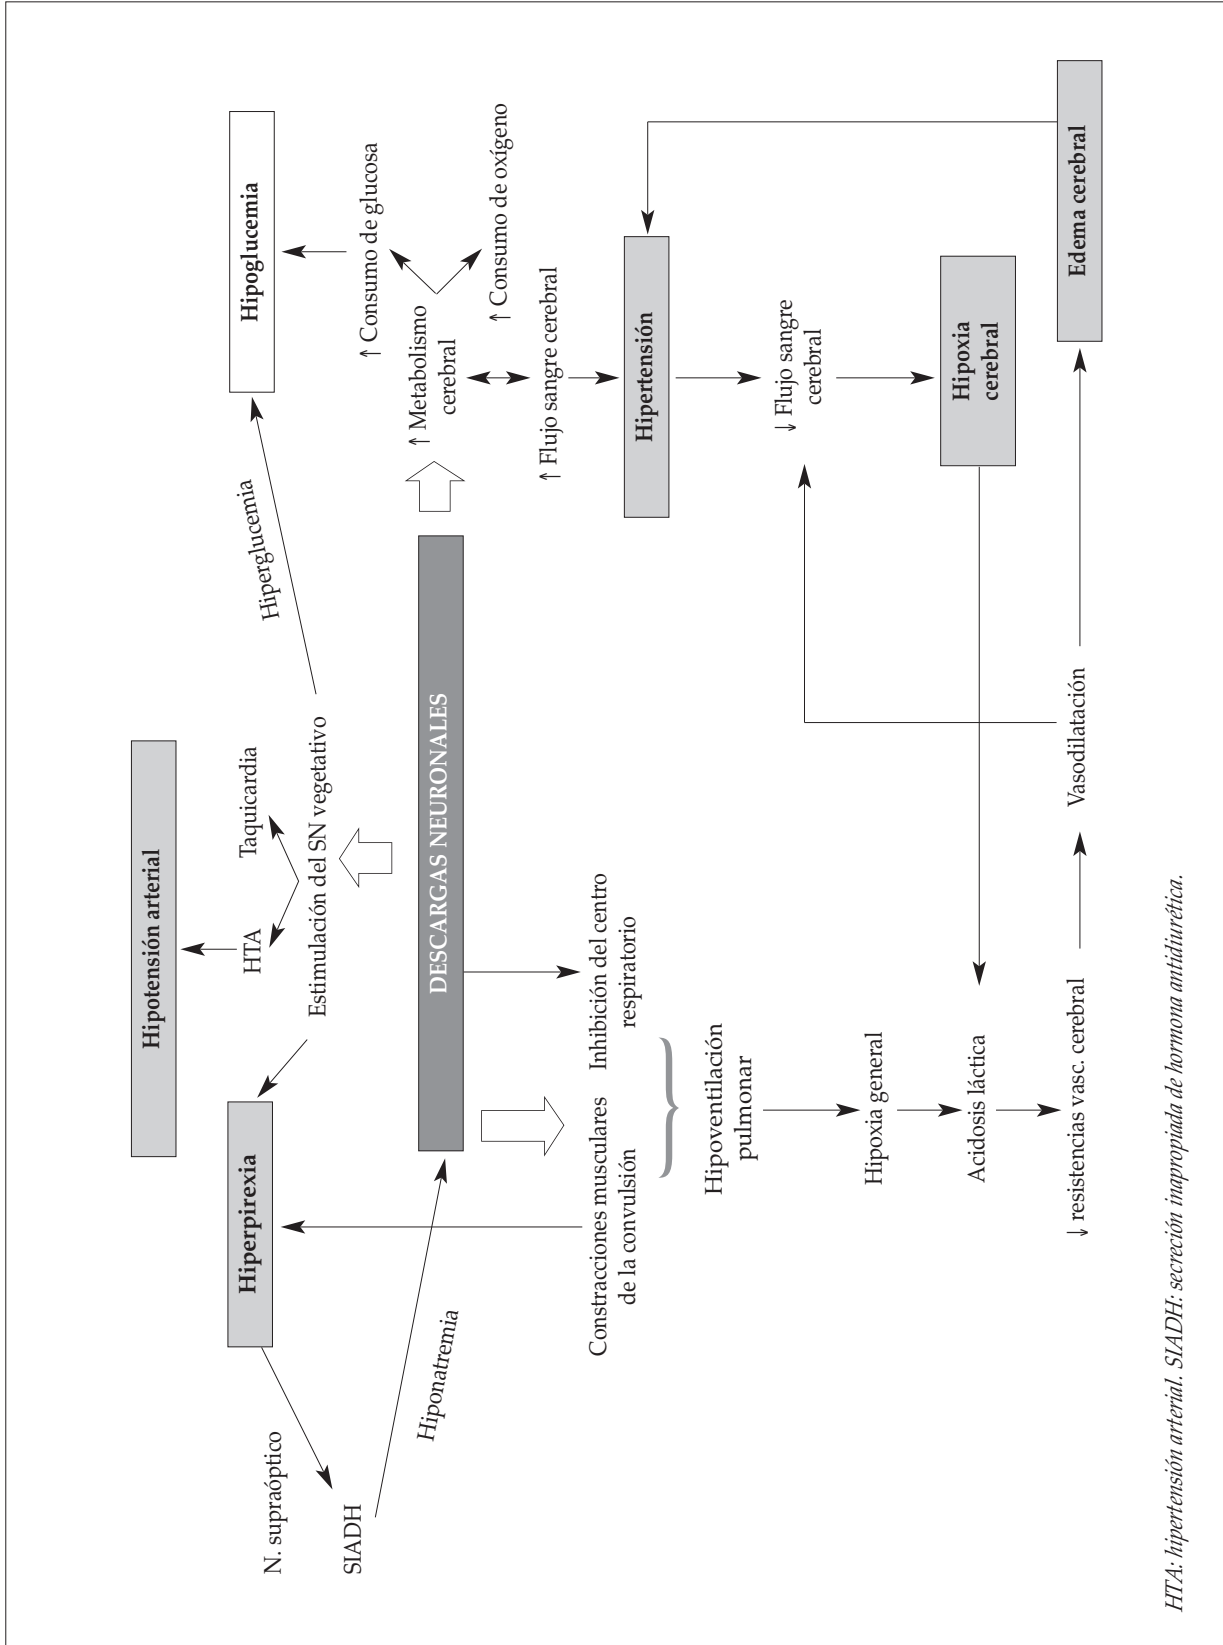 Hipotensión arterial
Hiperpirexia
HTA
Taquicardia
Hipoglucemia
Hiperglucemia
N. supraóptico
SIADH
Estimulación del SN vegetativo
↑ Consumo de glucosa
Hiponatremia
DESCARGAS NEURONALES
↑ Metabolismo
cerebral
↑ Consumo de oxígeno
↑ Flujo sangre cerebral
Constracciones musculares
de la convulsión
Inhibición del centro
respiratorio
Hipertensión
Hipoventilación
pulmonar
↓ Flujo sangre
cerebral
Hipoxia general
Hipoxia
cerebral
Acidosis láctica
↓ resistencias vasc. cerebral
Vasodilatación
Edema cerebral
HTA: hipertensión arterial. SIADH: secreción inapropiada de hormona antidiurética.